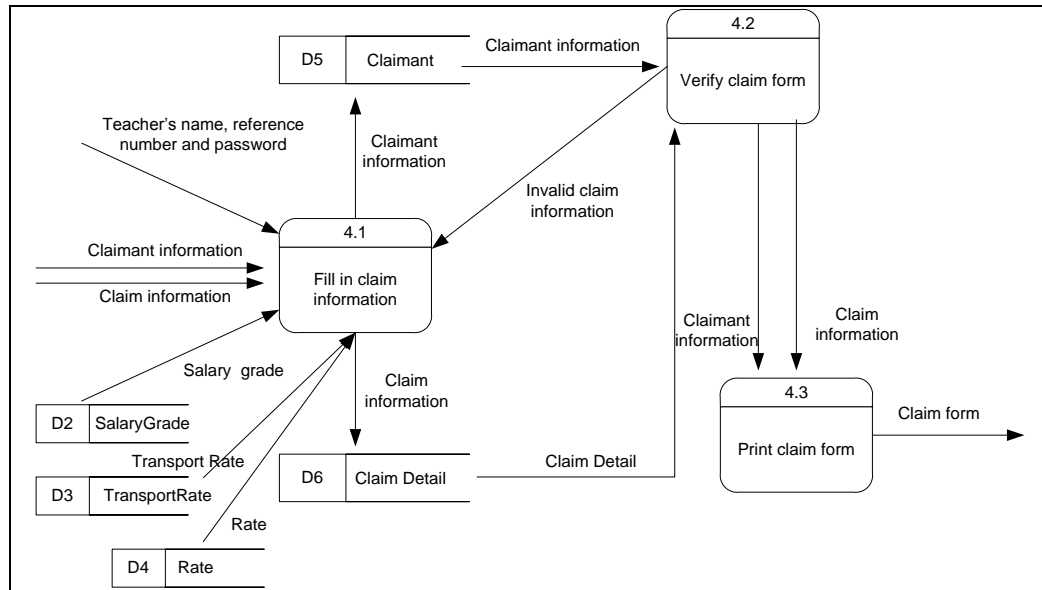 D5
Claimant
Claimant information
4.2
Verify claim form
Teacher's name, reference
number and password
Claimant
information
Invalid claim
information
4.1
Fill in claim
information
Claimant information
Claim information
Salary grade
D2
SalaryGrade
Transport Rate
D3
TransportRate
Rate
D4
Rate
Claim
information
D6
Claim Detail
Claim Detail
Claimant
information
Claim
information
4.3
Print claim form
Claim form